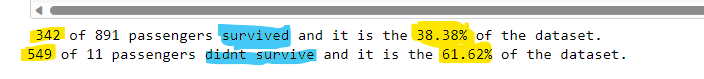 342 of 891 passengers survived and it is the 38.38% of the dataset.
549 of 11 passengers didnt survive and it is the 61.62% of the dataset.